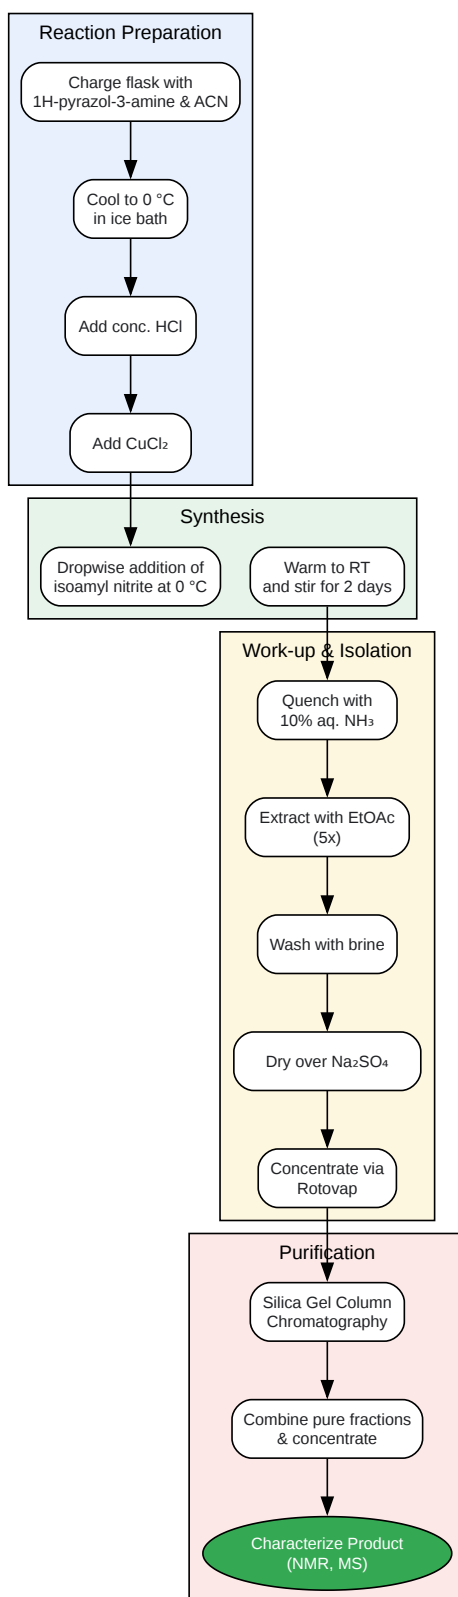 Reaction Preparation
Charge flask with
1H-pyrazol-3-amine & ACN
Cool to 0 °C
in ice bath
Add conc. HCl
Add CuCl₂
Synthesis
Dropwise addition of
isoamyl nitrite at 0 °C
Warm to RT
and stir for 2 days
Work-up & Isolation
Quench with
10% aq. NH₃
Extract with EtOAc
(5x)
Wash with brine
Dry over Na₂SO₄
Concentrate via
Rotovap
Purification
Silica Gel Column
Chromatography
Combine pure fractions
& concentrate
Characterize Product
(NMR, MS)